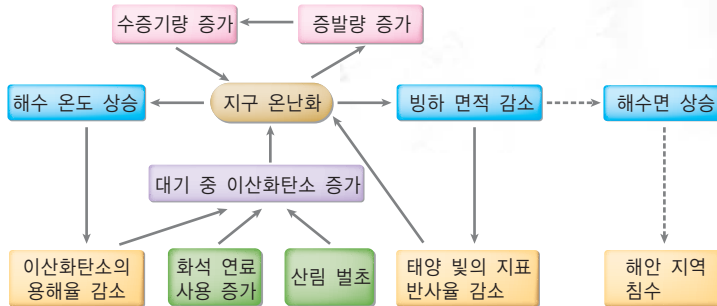 수증기량 증가
증발량 증가
해수 온도 상승
지구 온난화
빙하 면적 감소
해수면 상승
대기 중 이산화탄소 증가
이산화탄소의
용해율 감소
화석 연료
사용 증가
산림 벌초
태양 빛의 지표
반사율 감소
해안 지역
침수